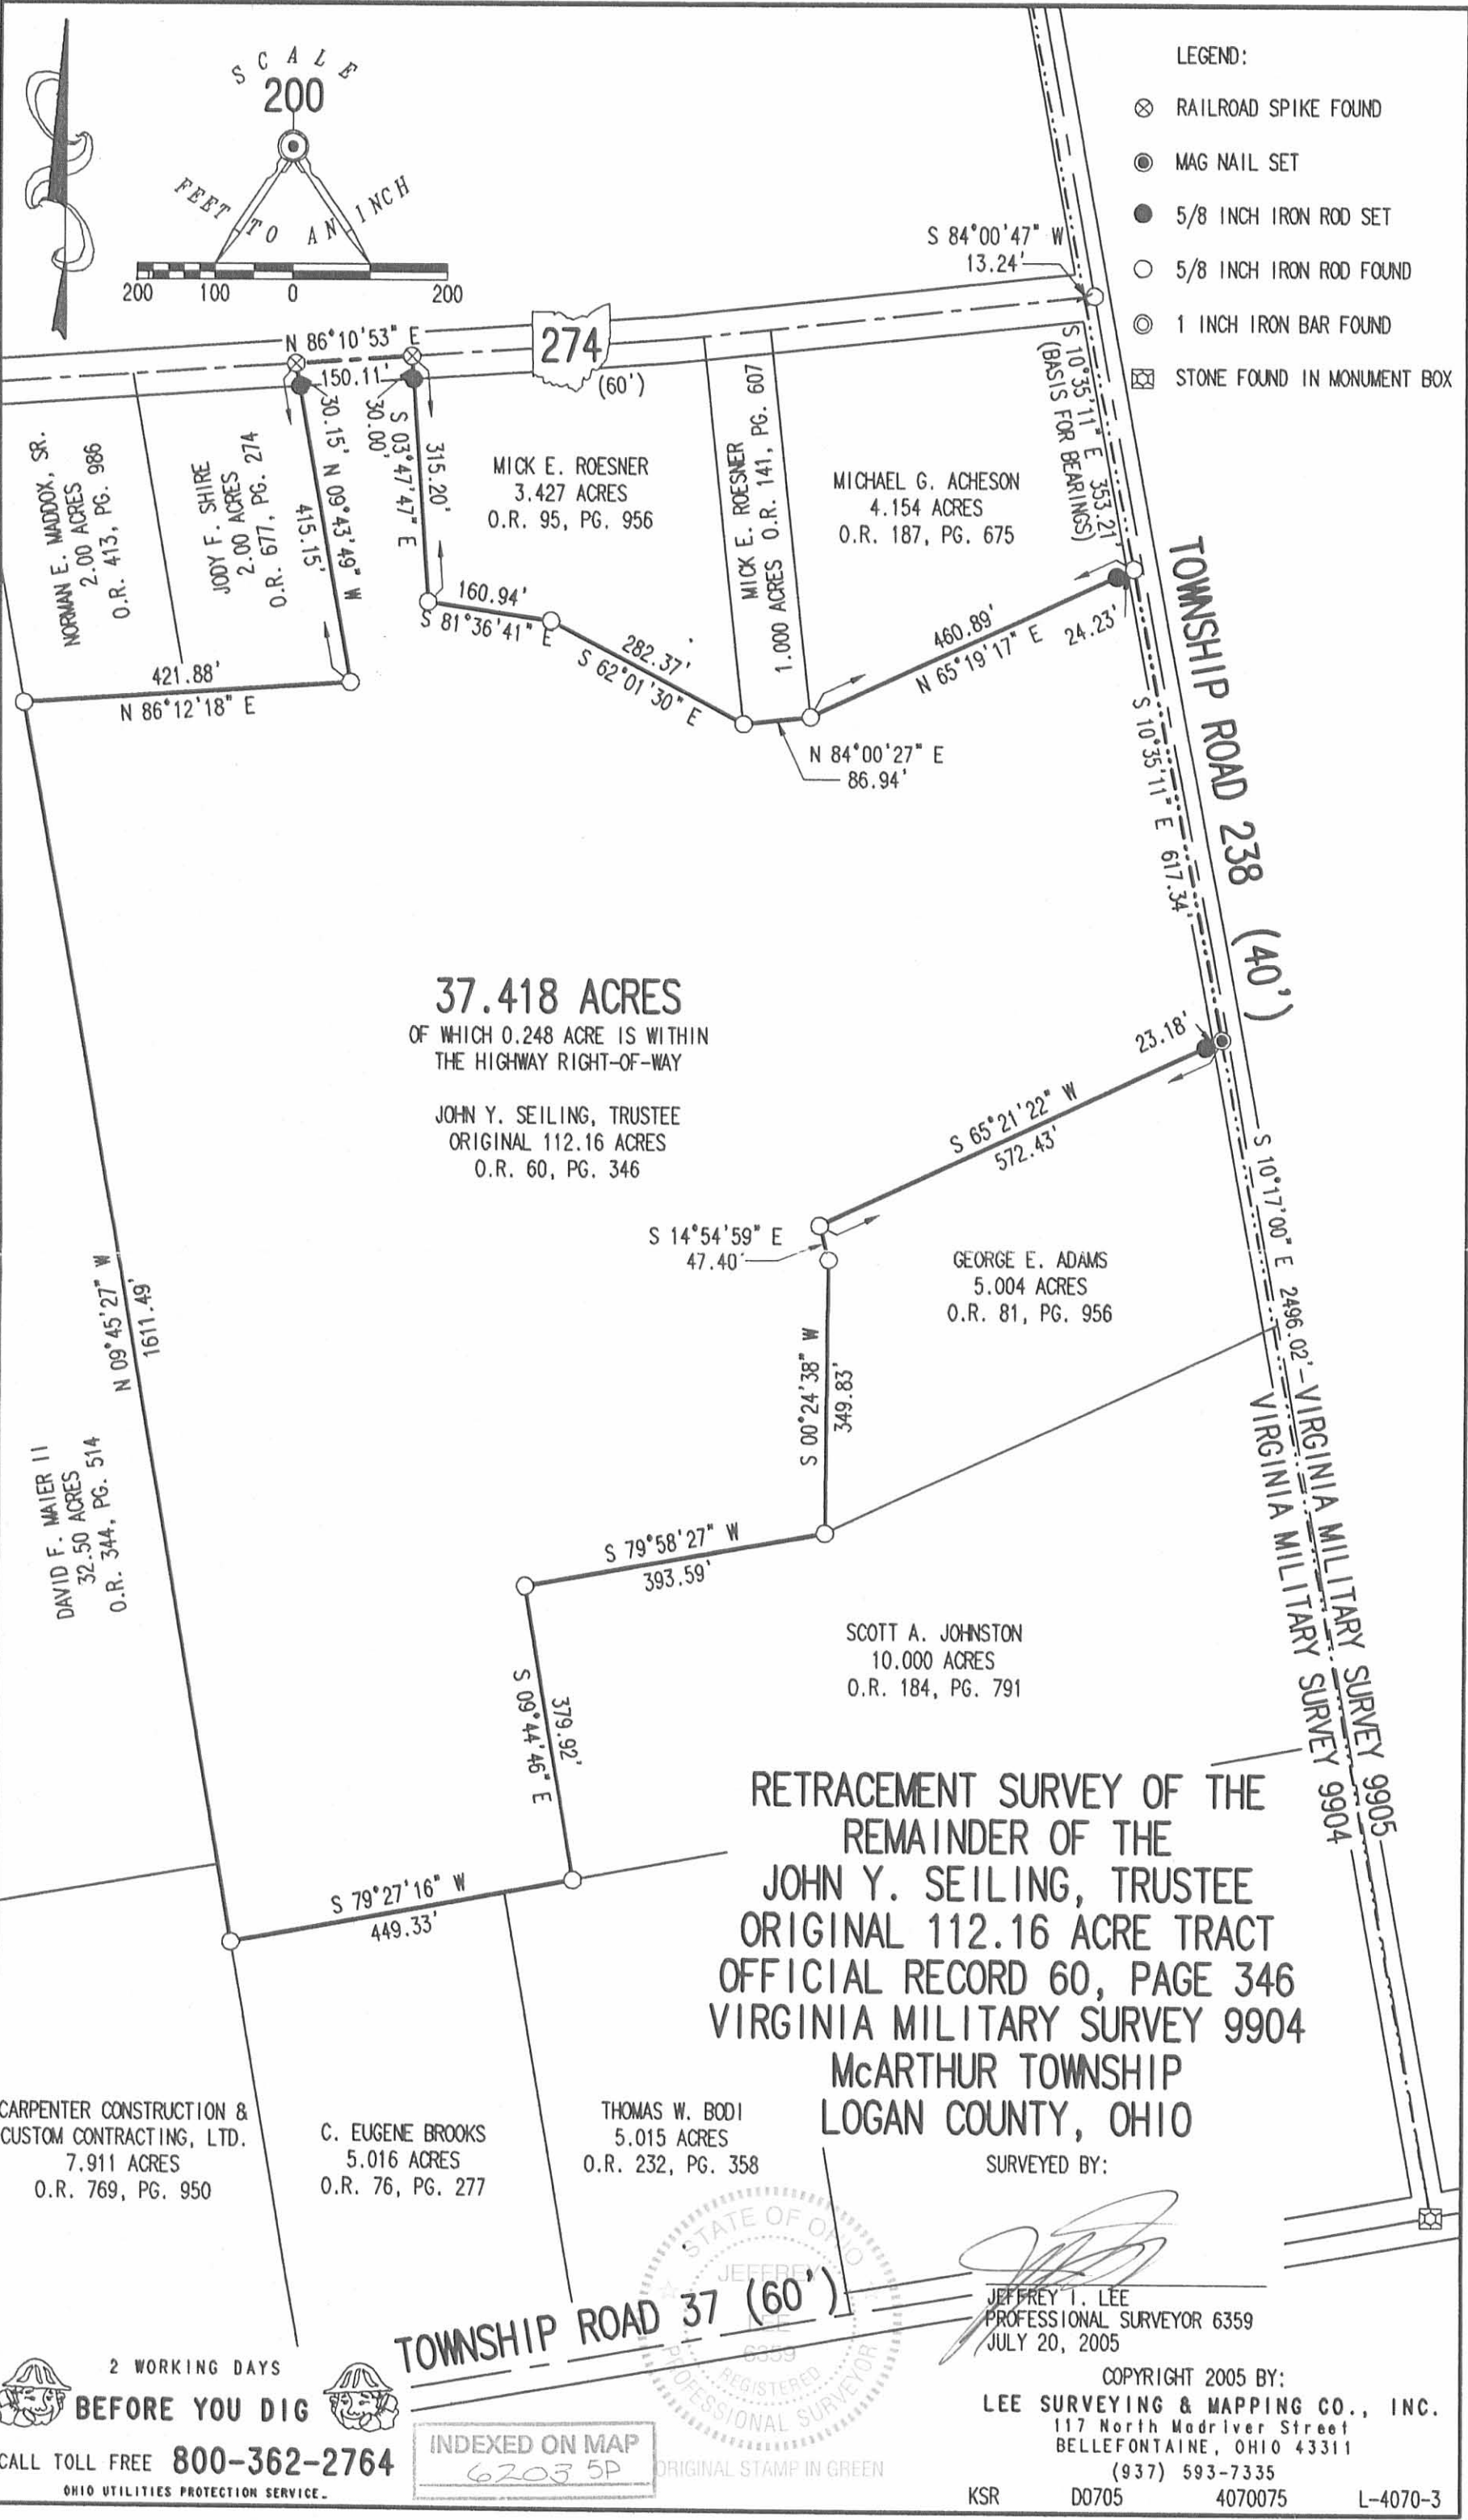 SCALE
200
FEET TO AN INCH
200 100 0 200
LEGEND:
RAILROAD SPIKE FOUND
MAG NAIL SET
5/8 INCH IRON ROD SET
5/8 INCH IRON ROD FOUND
1 INCH IRON BAR FOUND
STONE FOUND IN MONUMENT BOX
S 84°00'47" W
13.24'
N 86°10'53" E
150.11'
274
(60')
30.15'
N 09°43'49" W
415.15'
30.00'
S 03°47'47" E
315.20'
S 10°35'11" E 353.21'
(BASIS FOR BEARINGS)
NORMAN E. MADDOX, SR.
2.00 ACRES
O.R. 413, PG. 986
JODY F. SHIRE
2.00 ACRES
O.R. 677, PG. 274
MICK E. ROESNER
3.427 ACRES
O.R. 95, PG. 956
MICK E. ROESNER
1.000 ACRES O.R. 141, PG. 607
MICHAEL G. ACHESON
4.154 ACRES
O.R. 187, PG. 675
421.88'
N 86°12'18" E
160.94'
S 81°36'41" E
282.37'
S 62°01'30" E
N 84°00'27" E
86.94'
460.89'
N 65°19'17" E
24.23'
TOWNSHIP ROAD 238 (40')
S 10°35'11" E 617.34'
37.418 ACRES
OF WHICH 0.248 ACRE IS WITHIN
THE HIGHWAY RIGHT-OF-WAY
JOHN Y. SEILING, TRUSTEE
ORIGINAL 112.16 ACRES
O.R. 60, PG. 346
23.18'
S 65°21'22" W
572.43'
S 14°54'59" E
47.40'
GEORGE E. ADAMS
5.004 ACRES
O.R. 81, PG. 956
S 10°17'00" E 2496.02'
VIRGINIA MILITARY SURVEY 9905
VIRGINIA MILITARY SURVEY 9904
N 09°45'27" W
1611.49'
S 00°24'38" W
349.83'
DAVID F. MAIER II
32.50 ACRES
O.R. 344, PG. 514
S 79°58'27" W
393.59'
SCOTT A. JOHNSTON
10.000 ACRES
O.R. 184, PG. 791
S 09°44'46" E
379.92'
S 79°27'16" W
449.33'
RETRACEMENT SURVEY OF THE
REMAINDER OF THE
JOHN Y. SEILING, TRUSTEE
ORIGINAL 112.16 ACRE TRACT
OFFICIAL RECORD 60, PAGE 346
VIRGINIA MILITARY SURVEY 9904
McARTHUR TOWNSHIP
LOGAN COUNTY, OHIO
CARPENTER CONSTRUCTION &
CUSTOM CONTRACTING, LTD.
7.911 ACRES
O.R. 769, PG. 950
C. EUGENE BROOKS
5.016 ACRES
O.R. 76, PG. 277
THOMAS W. BODI
5.015 ACRES
O.R. 232, PG. 358
SURVEYED BY:
JEFFREY I. LEE
PROFESSIONAL SURVEYOR 6359
JULY 20, 2005
STATE OF OHIO
JEFFREY
LEE
6359
REGISTERED
PROFESSIONAL SURVEYOR
TOWNSHIP ROAD 37 (60')
2 WORKING DAYS
BEFORE YOU DIG
CALL TOLL FREE 800-362-2764
OHIO UTILITIES PROTECTION SERVICE.
INDEXED ON MAP
6203 5P
ORIGINAL STAMP IN GREEN
COPYRIGHT 2005 BY:
LEE SURVEYING & MAPPING CO., INC.
117 North Madriver Street
BELLEFONTAINE, OHIO 43311
(937) 593-7335
KSR D0705 4070075 L-4070-3